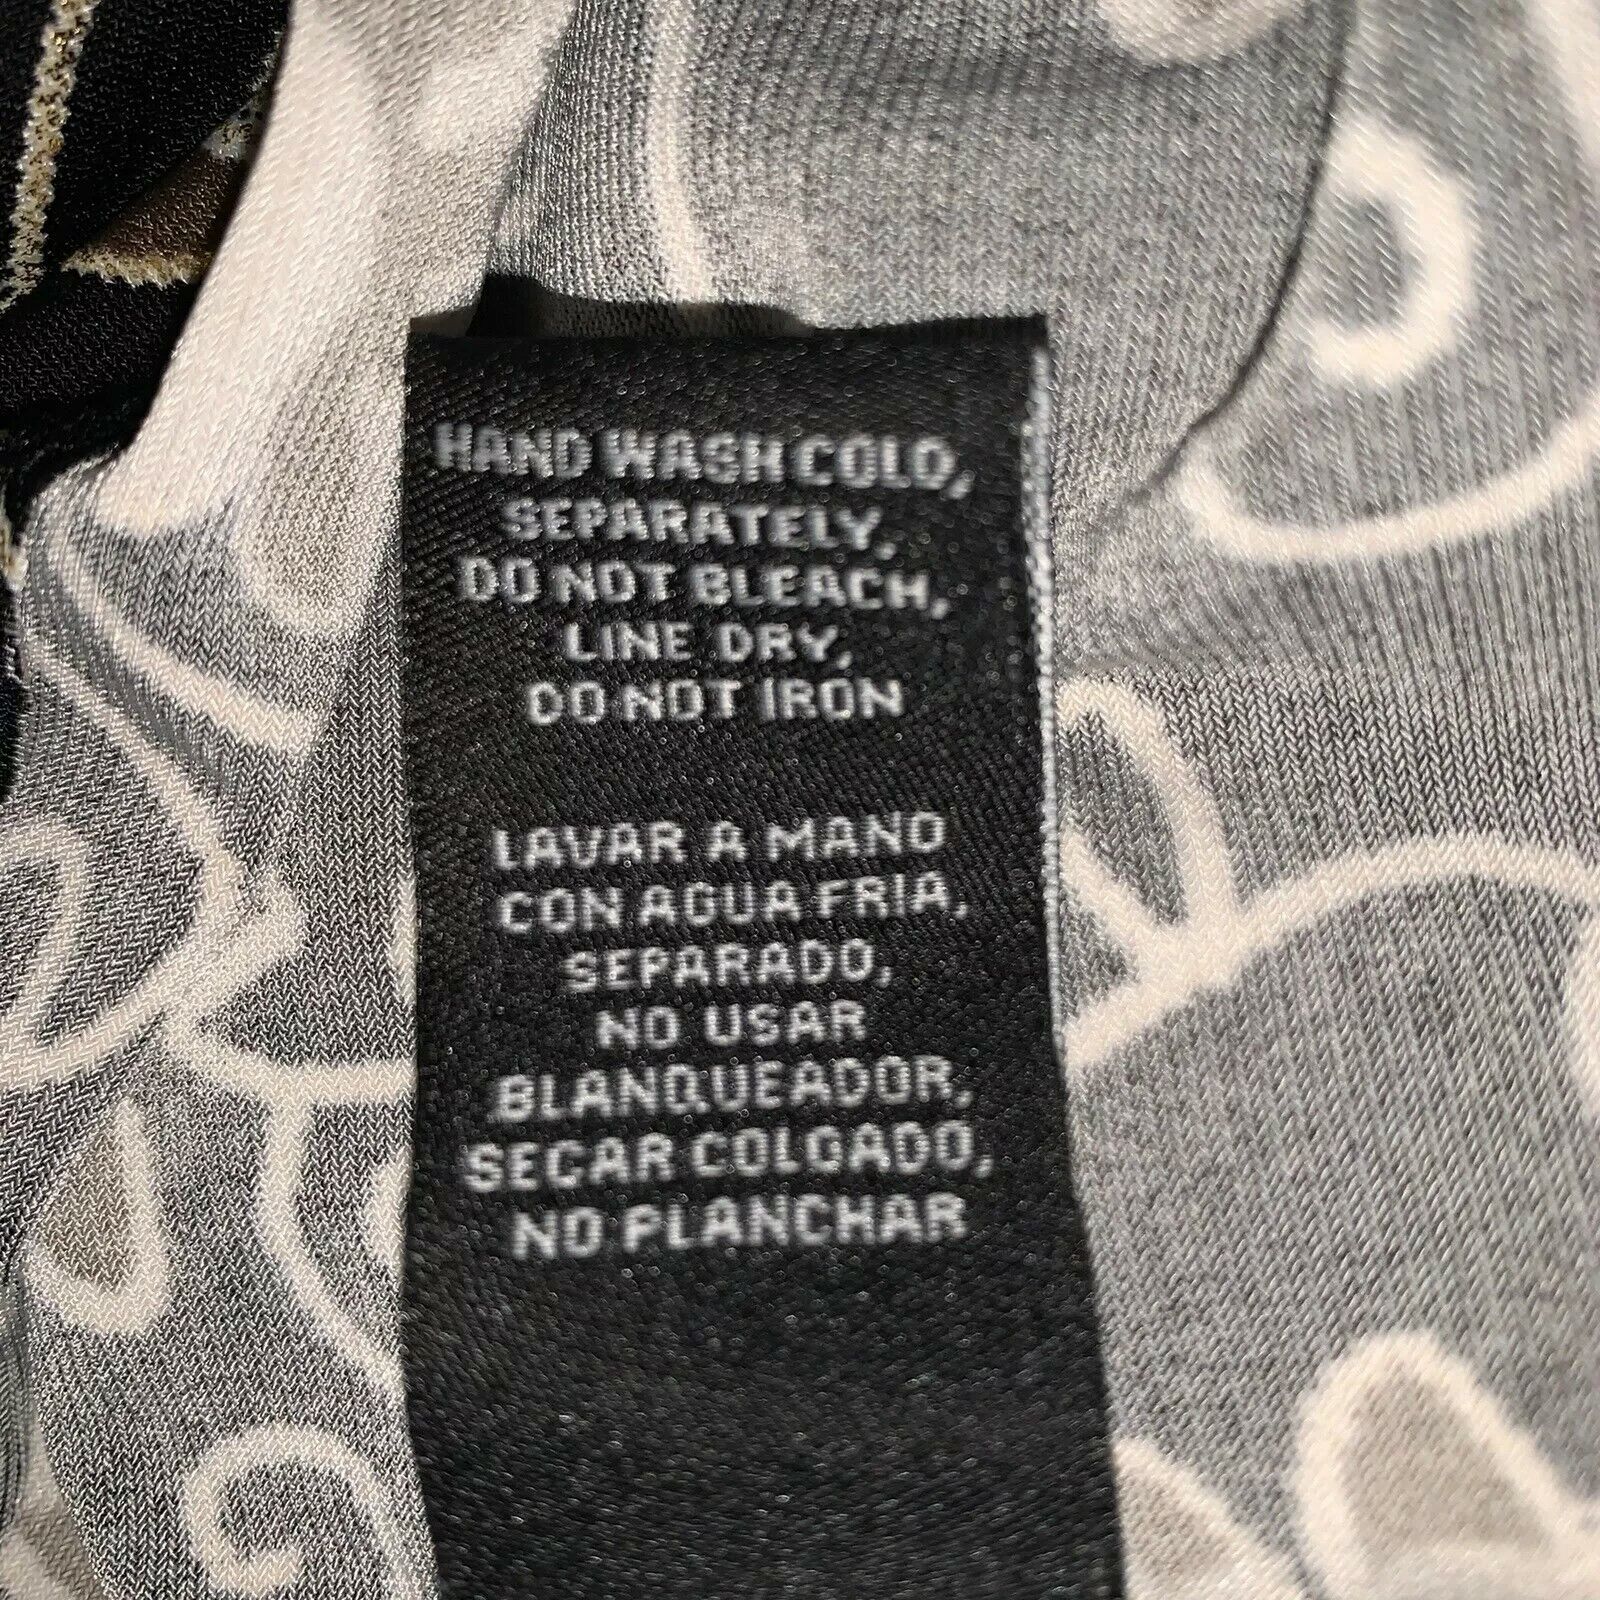 HAND WASH COLD,
SEPARATELY,
DO NOT BLEACH,
LINE DRY,
DO NOT IRON
LAVAR A MANO
CON AGUA FRIA,
SEPARADO,
NO USAR
BLANQUEADOR,
SECAR COLGADO,
NO PLANCHAR